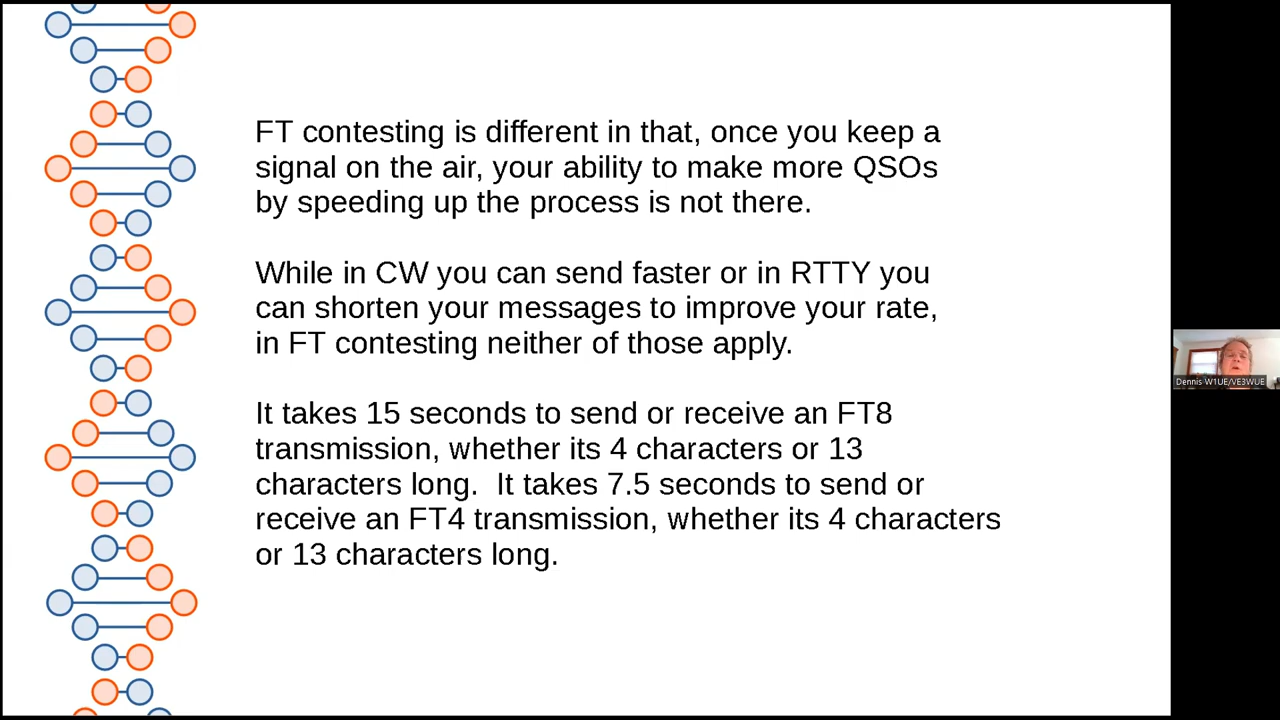 FT contesting is different in that, once you keep a
signal on the air, your ability to make more QSOs
by speeding up the process is not there.
While in CW you can send faster or in RTTY you
can shorten your messages to improve your rate,
in FT contesting neither of those apply.
It takes 15 seconds to send or receive an FT8
transmission, whether its 4 characters or 13
characters long.  It takes 7.5 seconds to send or
receive an FT4 transmission, whether its 4 characters
or 13 characters long.
Dennis W1UE/VE3WUE